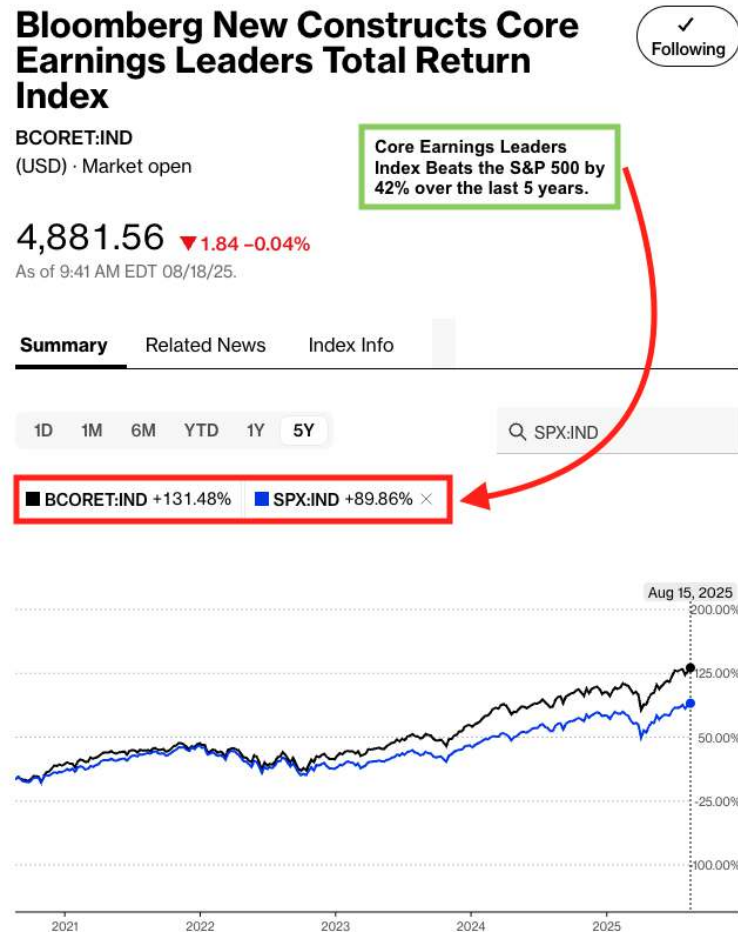 Bloomberg New Constructs Core
Earnings Leaders Total Return
Index
✓
Following
BCORET:IND
(USD) · Market open
Core Earnings Leaders
Index Beats the S&P 500 by
42% over the last 5 years.
4,881.56 ▼1.84 −0.04%
As of 9:41 AM EDT 08/18/25.
Summary Related News Index Info
1D 1M 6M YTD 1Y 5Y
SPX:IND
BCORET:IND +131.48% SPX:IND +89.86% ×
Aug 15, 2025
200.00%
125.00%
50.00%
-25.00%
-100.00%
2021 2022 2023 2024 2025